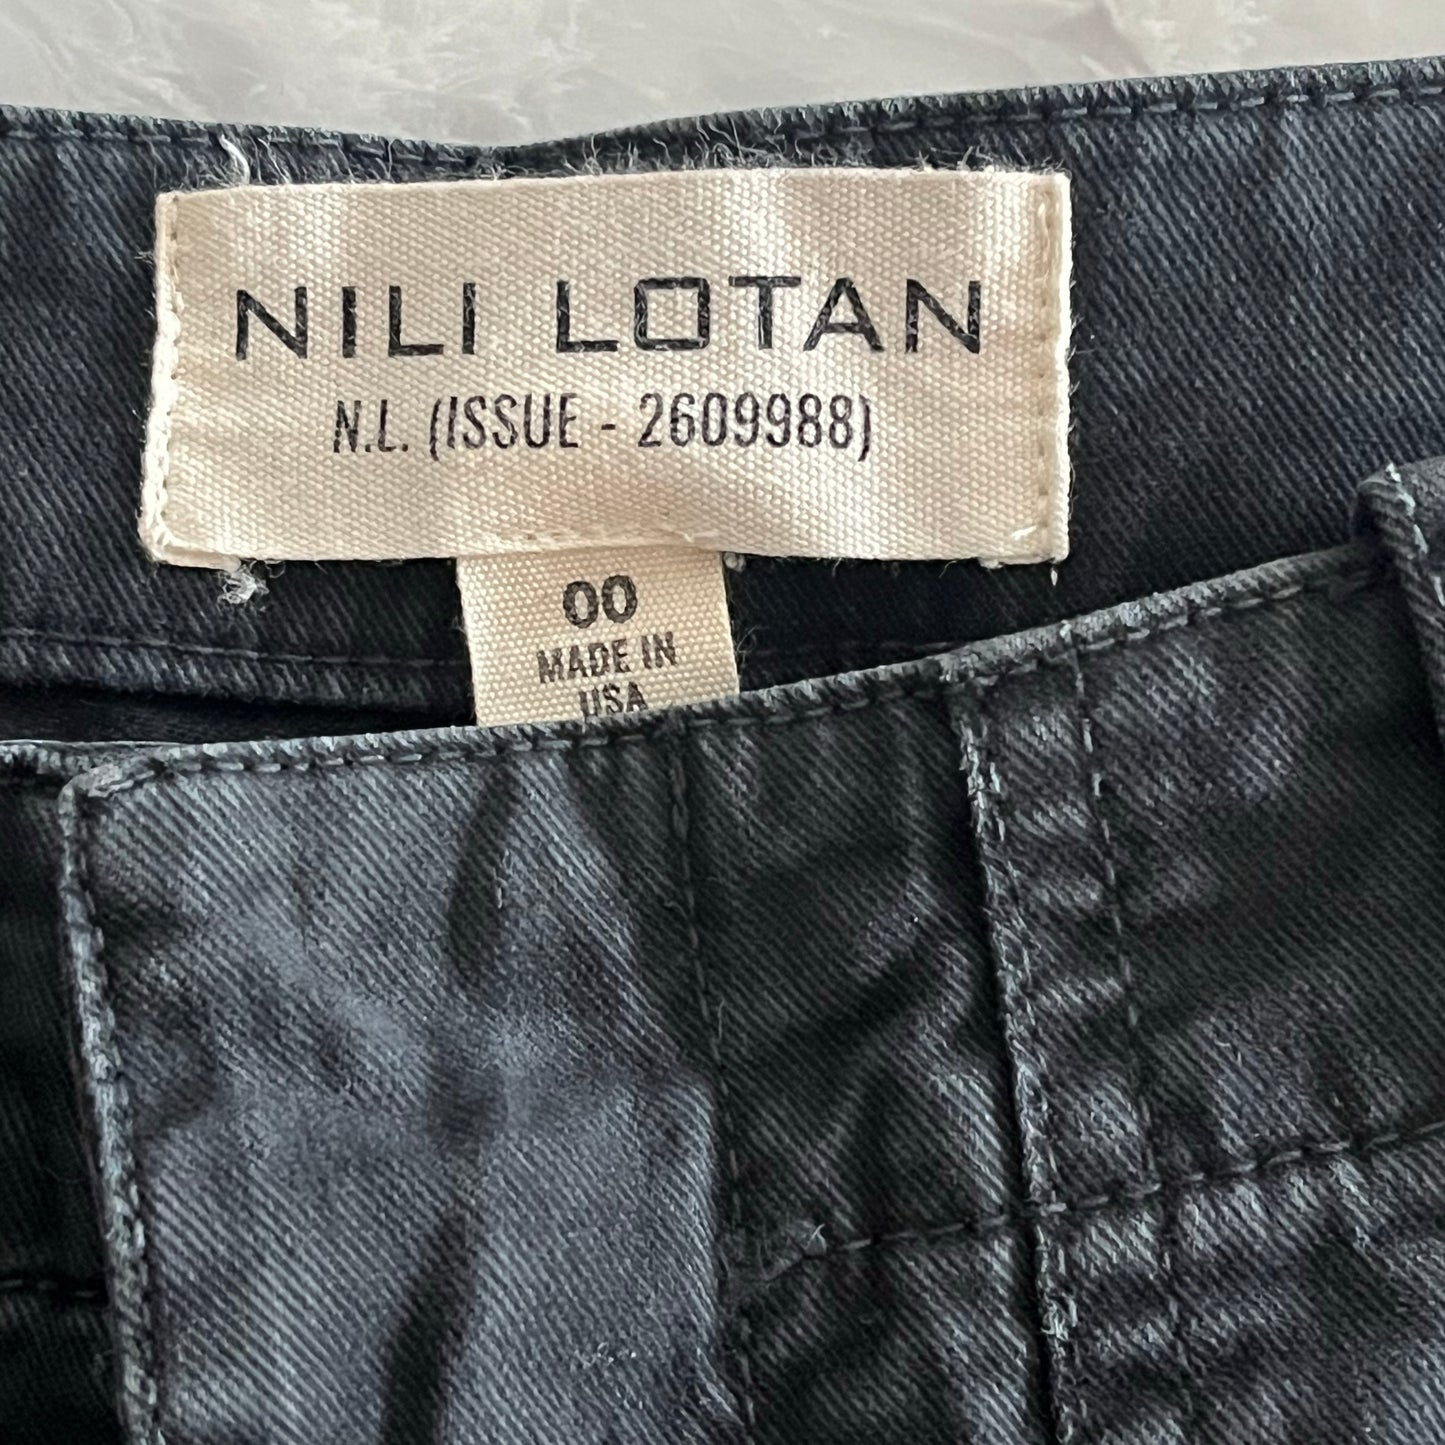 NILI LOTAN
N.L. (ISSUE - 2609988)
00
MADE IN
USA